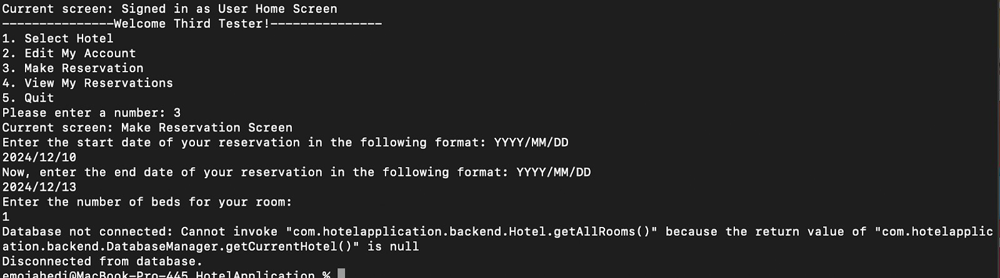 Current screen: Signed in as User Home Screen
---------------Welcome Third Tester!---------------
1. Select Hotel
2. Edit My Account
3. Make Reservation
4. View My Reservations
5. Quit
Please enter a number: 3
Current screen: Make Reservation Screen
Enter the start date of your reservation in the following format: YYYY/MM/DD
2024/12/10
Now, enter the end date of your reservation in the following format: YYYY/MM/DD
2024/12/13
Enter the number of beds for your room:
1
Database not connected: Cannot invoke "com.hotelapplication.backend.Hotel.getAllRooms()" because the return value of "com.hotelapplic
ation.backend.DatabaseManager.getCurrentHotel()" is null
Disconnected from database.
emojahedi@MacBook-Pro-445 HotelApplication %